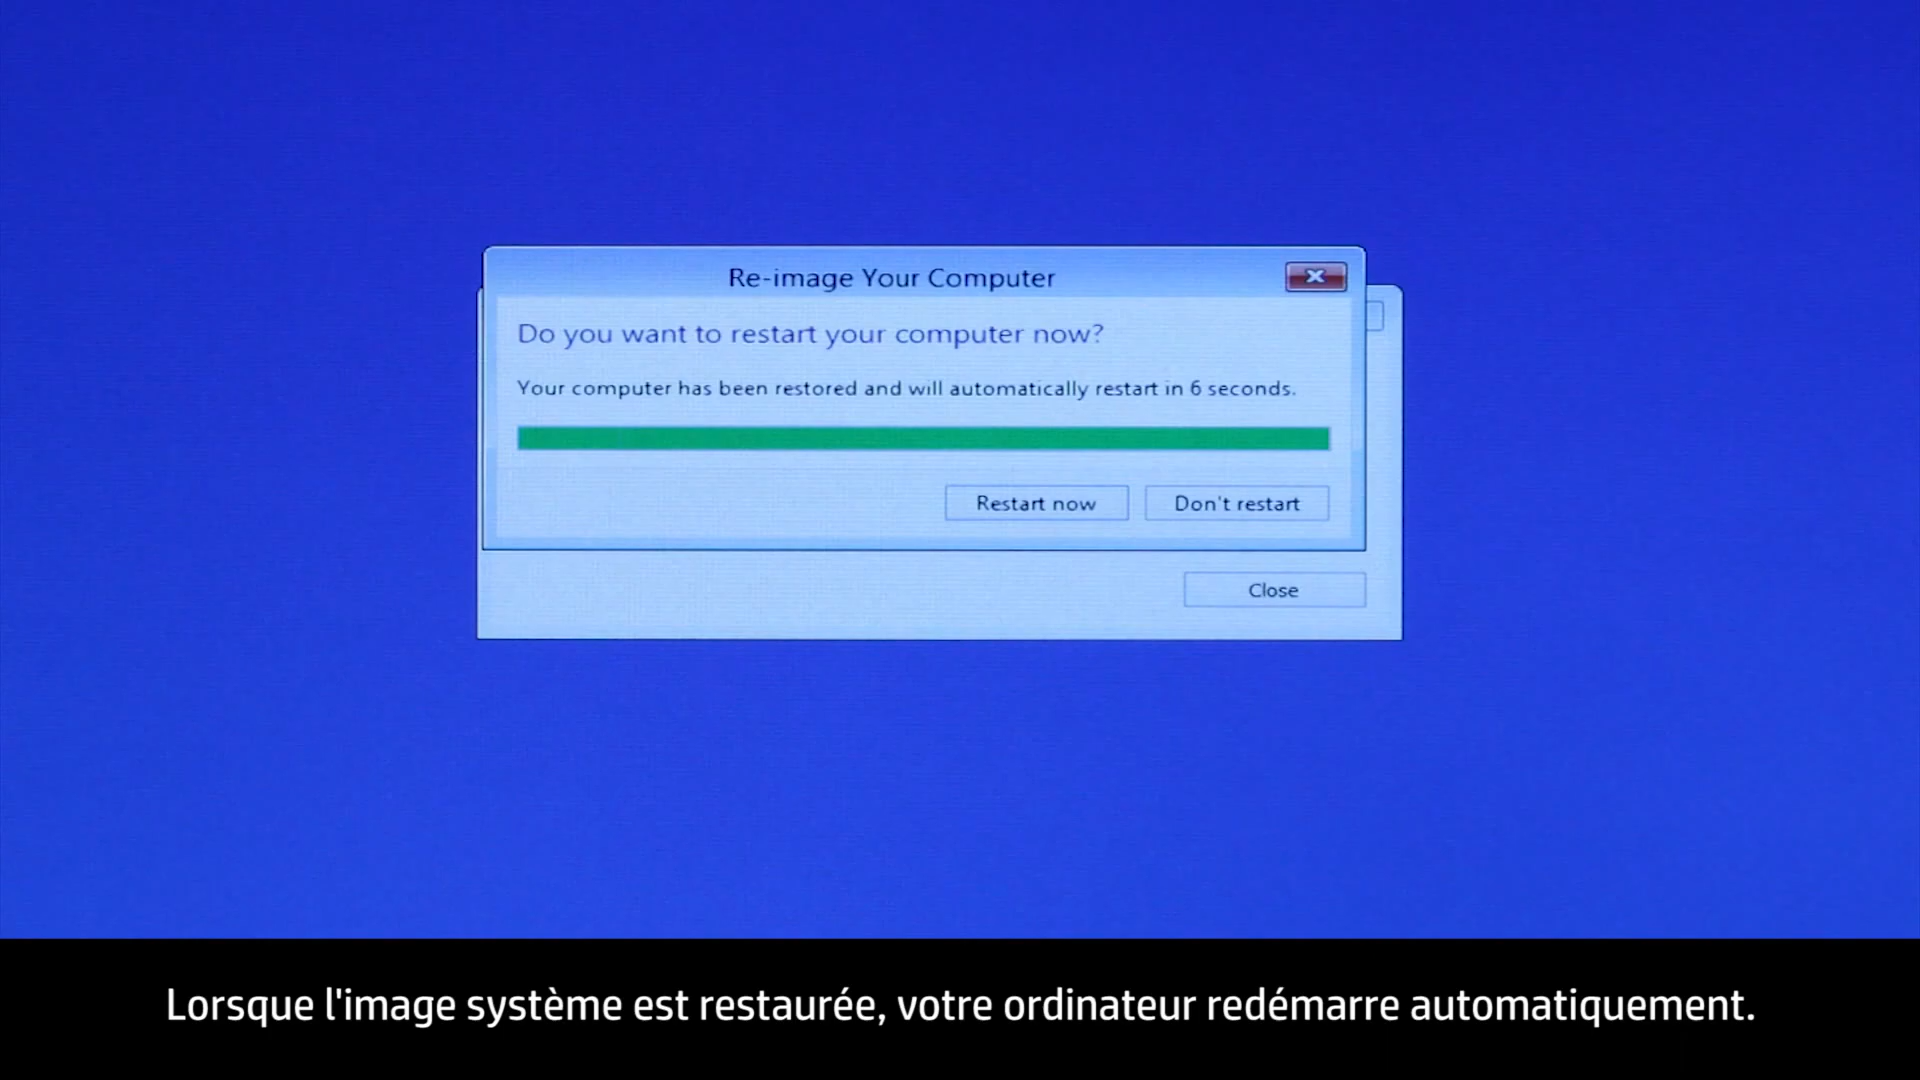 Re-image Your Computer
Do you want to restart your computer now?
Your computer has been restored and will automatically restart in 6 seconds.
Restart now Don't restart
Close
Lorsque l'image système est restaurée, votre ordinateur redémarre automatiquement.